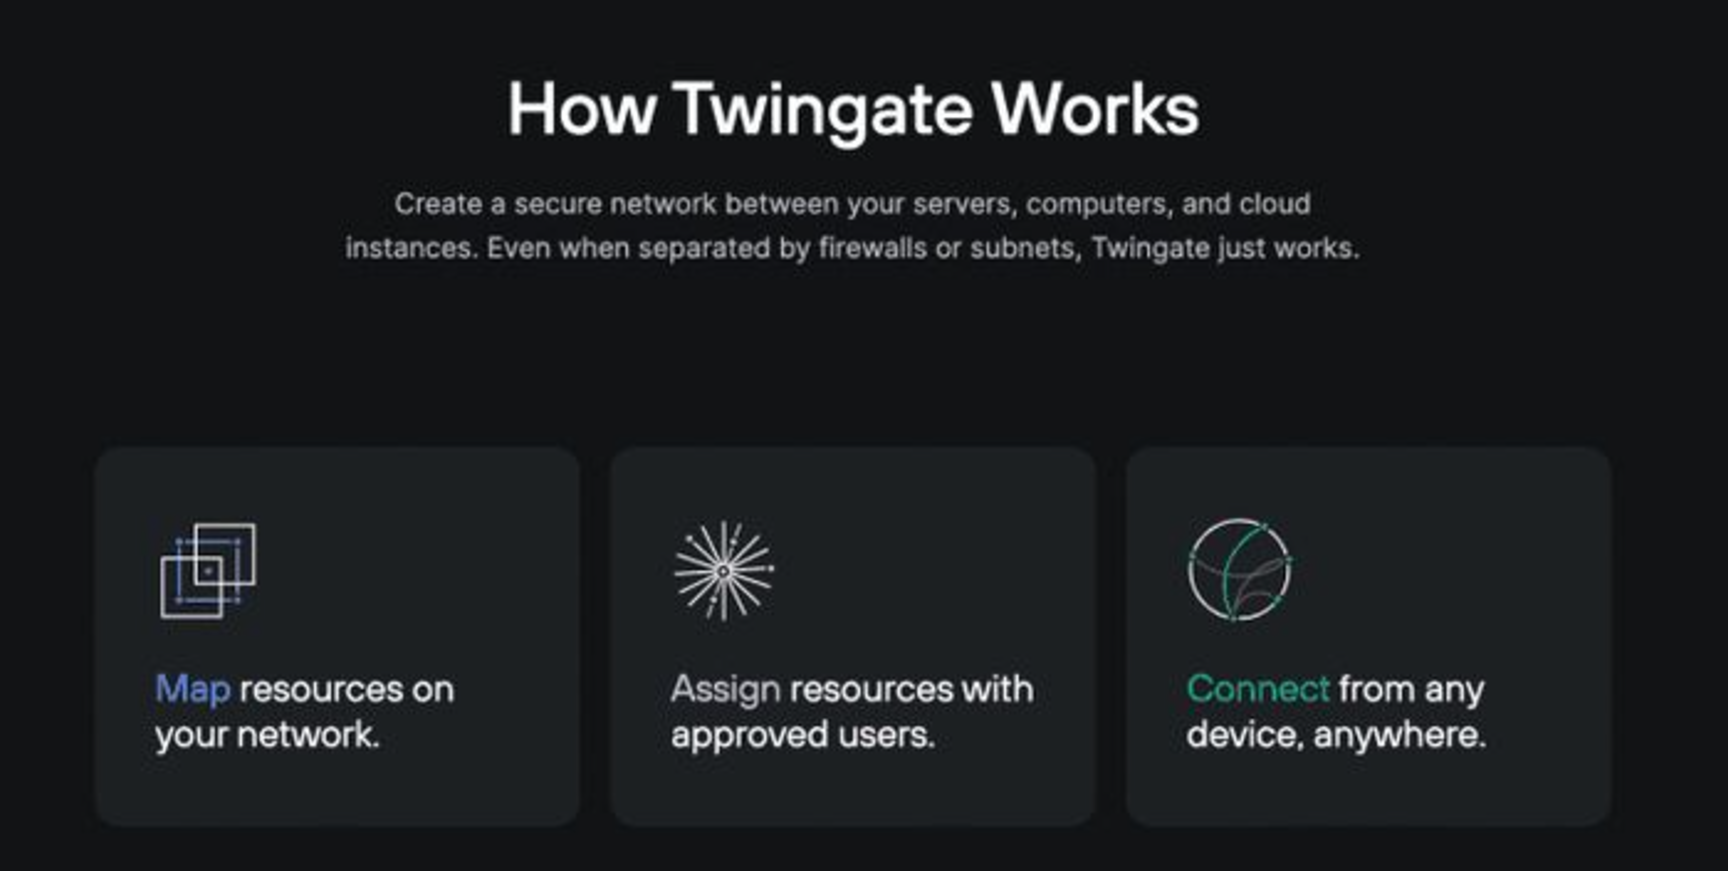 How Twingate Works
Create a secure network between your servers, computers, and cloud
instances. Even when separated by firewalls or subnets, Twingate just works.
Map resources on
your network.
Assign resources with
approved users.
Connect from any
device, anywhere.